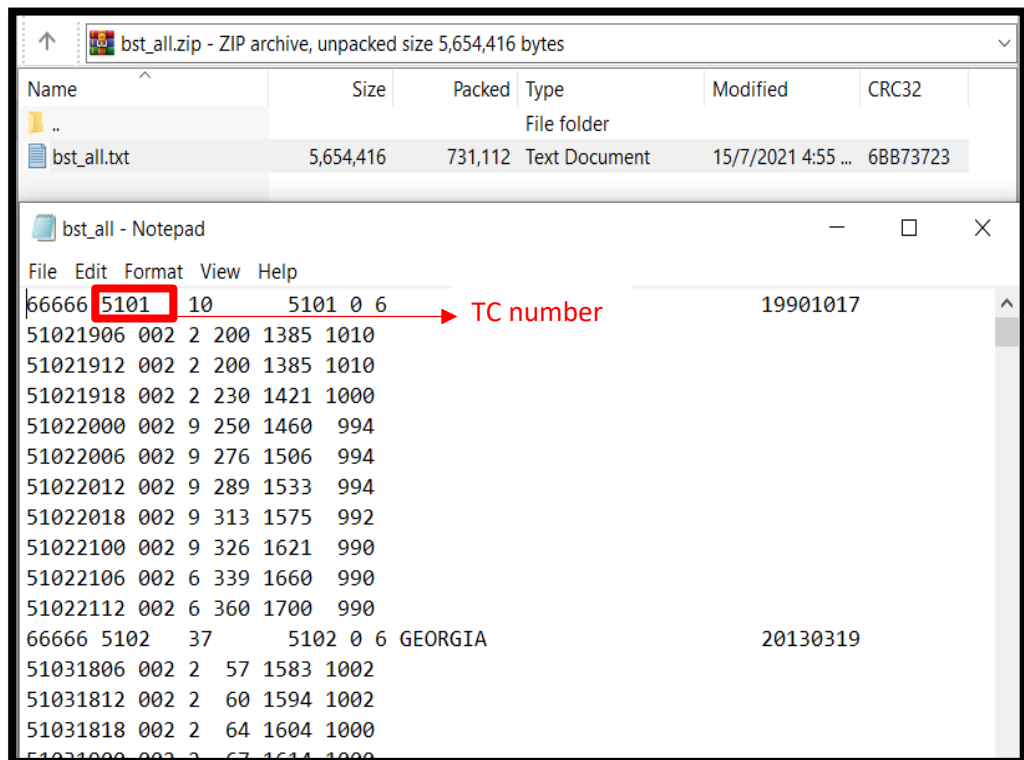 bst_all.zip - ZIP archive, unpacked size 5,654,416 bytes
Name Size Packed Type Modified CRC32
.. File folder
bst_all.txt 5,654,416 731,112 Text Document 15/7/2021 4:55 ... 6BB73723
bst_all - Notepad
File Edit Format View Help
66666 5101 10 5101 0 6 TC number 19901017
51021906 002 2 200 1385 1010
51021912 002 2 200 1385 1010
51021918 002 2 230 1421 1000
51022000 002 9 250 1460 994
51022006 002 9 276 1506 994
51022012 002 9 289 1533 994
51022018 002 9 313 1575 992
51022100 002 9 326 1621 990
51022106 002 6 339 1660 990
51022112 002 6 360 1700 990
66666 5102 37 5102 0 6 GEORGIA 20130319
51031806 002 2 57 1583 1002
51031812 002 2 60 1594 1002
51031818 002 2 64 1604 1000